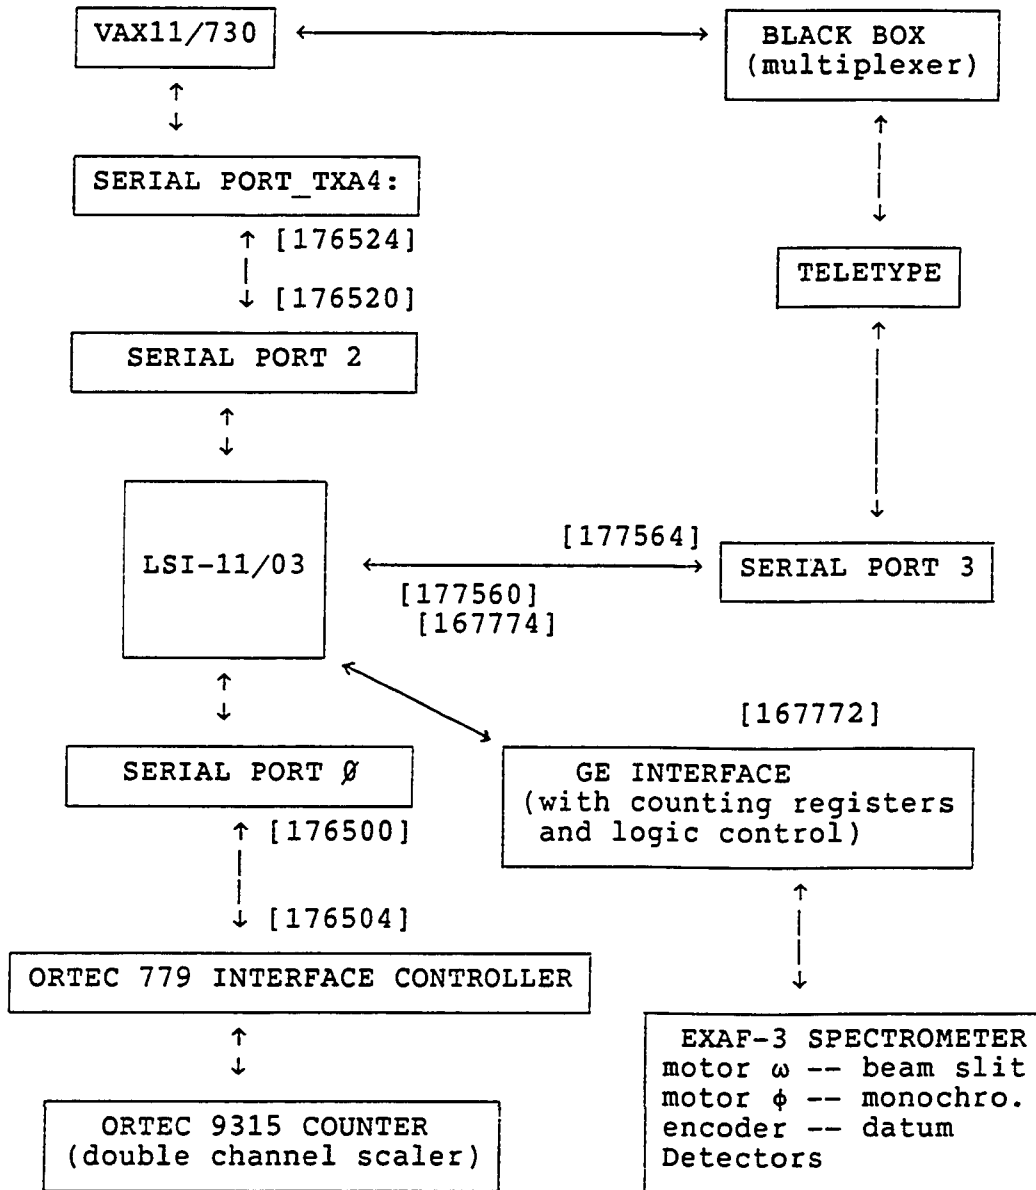 VAX11/730
BLACK BOX
(multiplexer)
SERIAL PORT_TXA4:
[176524]
[176520]
TELETYPE
SERIAL PORT 2
LSI-11/03
[177564]
[177560]
[167774]
SERIAL PORT 3
[167772]
SERIAL PORT Ø
GE INTERFACE
(with counting registers
and logic control)
[176500]
[176504]
ORTEC 779 INTERFACE CONTROLLER
EXAF-3 SPECTROMETER
motor ω -- beam slit
motor ϕ -- monochro.
encoder -- datum
Detectors
ORTEC 9315 COUNTER
(double channel scaler)